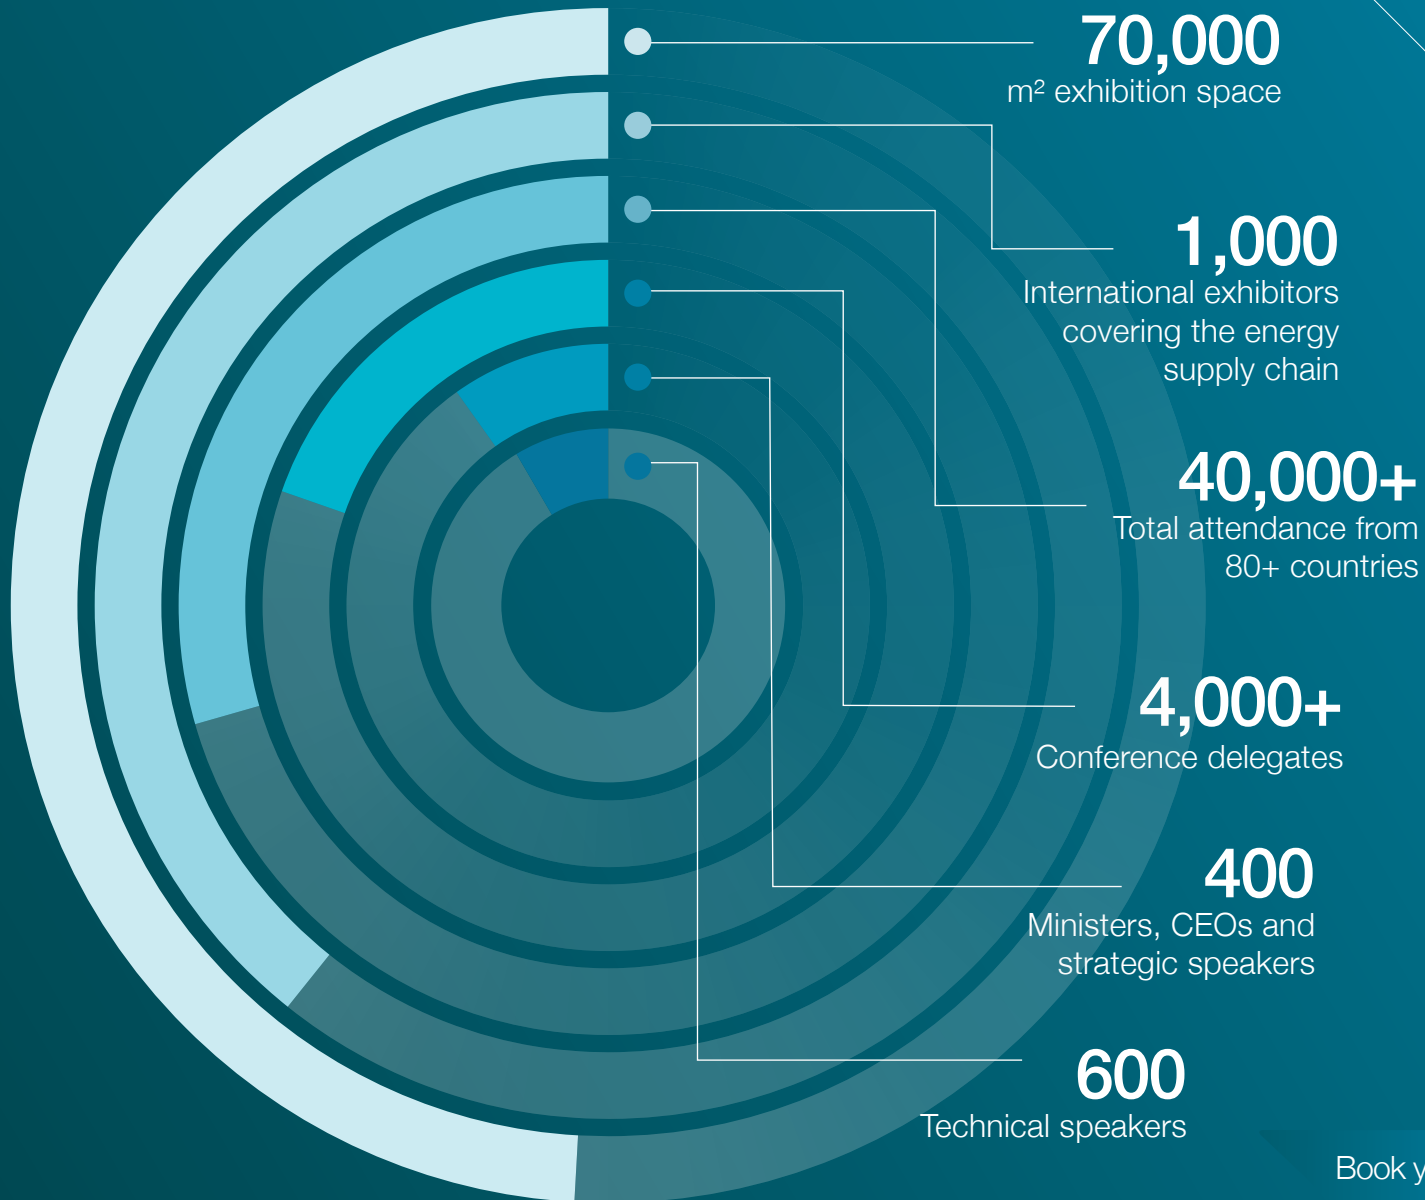 70,000
m² exhibition space
1,000
International exhibitors
covering the energy
supply chain
40,000+
Total attendance from
80+ countries
4,000+
Conference delegates
400
Ministers, CEOs and
strategic speakers
600
Technical speakers
Book